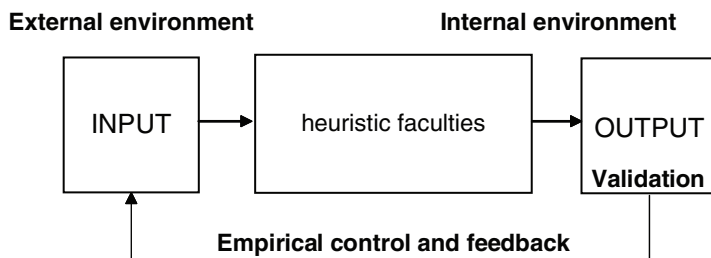 External environment
Internal environment
INPUT
heuristic faculties
OUTPUT
Validation
Empirical control and feedback